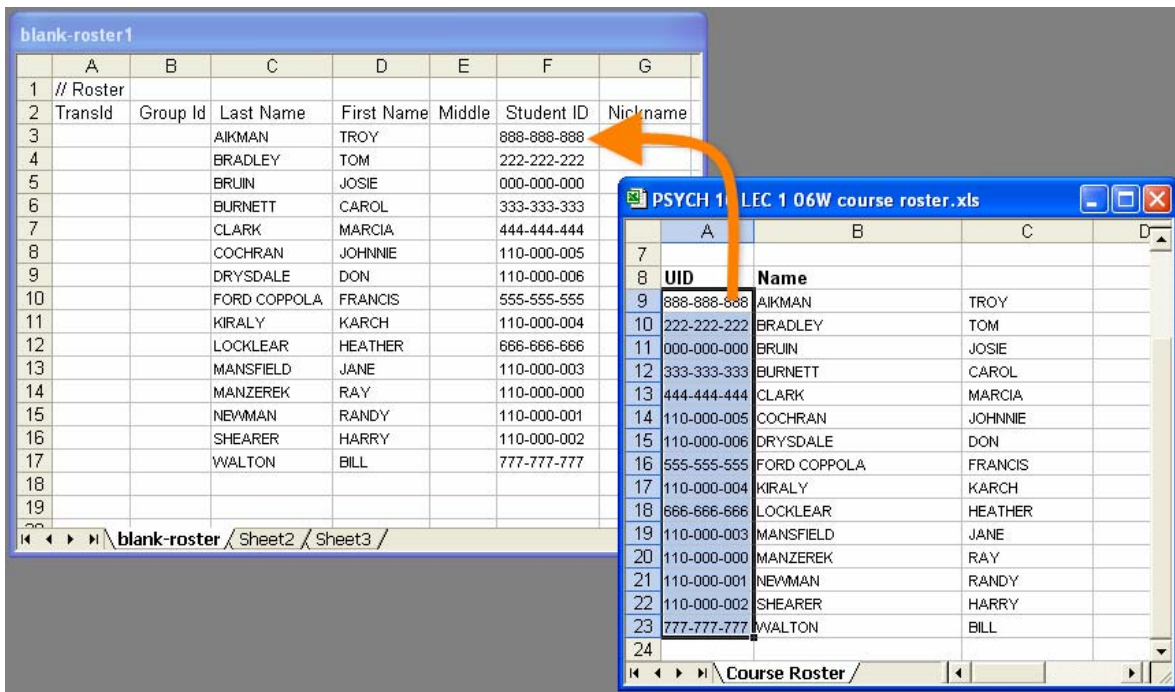 blank-roster1
A B C D E F G
1 // Roster
2 TransId Group Id Last Name First Name Middle Student ID Nickname
3 AIKMAN TROY 888-888-888
4 BRADLEY TOM 222-222-222
5 BRUIN JOSIE 000-000-000
6 BURNETT CAROL 333-333-333
7 CLARK MARCIA 444-444-444
8 COCHRAN JOHNNIE 110-000-005
9 DRYSDALE DON 110-000-006
10 FORD COPPOLA FRANCIS 555-555-555
11 KIRALY KARCH 110-000-004
12 LOCKLEAR HEATHER 666-666-666
13 MANSFIELD JANE 110-000-003
14 MANZEREK RAY 110-000-000
15 NEWMAN RANDY 110-000-001
16 SHEARER HARRY 110-000-002
17 WALTON BILL 777-777-777
18
19
blank-roster Sheet2 Sheet3
PSYCH LEC 1 06W course roster.xls
A B C D
7
8 UID Name
9 888-888-888 AIKMAN TROY
10 222-222-222 BRADLEY TOM
11 000-000-000 BRUIN JOSIE
12 333-333-333 BURNETT CAROL
13 444-444-444 CLARK MARCIA
14 110-000-005 COCHRAN JOHNNIE
15 110-000-006 DRYSDALE DON
16 555-555-555 FORD COPPOLA FRANCIS
17 110-000-004 KIRALY KARCH
18 666-666-666 LOCKLEAR HEATHER
19 110-000-003 MANSFIELD JANE
20 110-000-000 MANZEREK RAY
21 110-000-001 NEWMAN RANDY
22 110-000-002 SHEARER HARRY
23 777-777-777 WALTON BILL
24
Course Roster